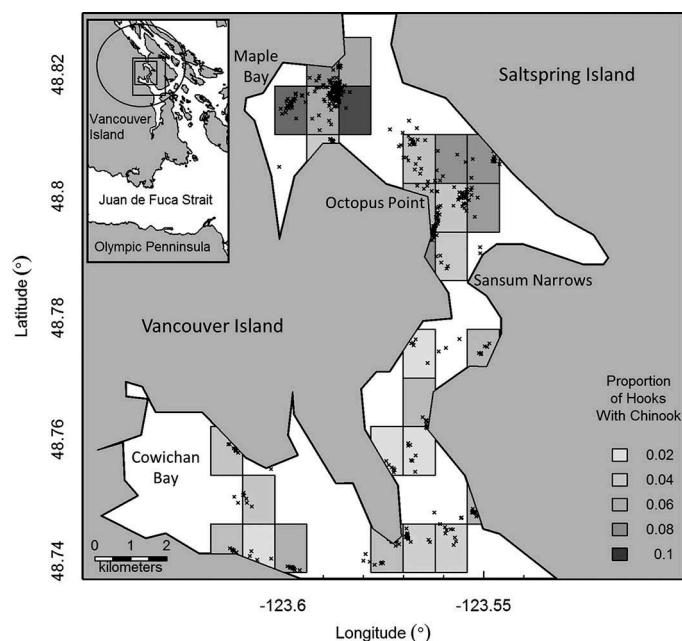 Vancouver
Island
Juan de Fuca Strait
Olympic Penninsula
Maple
Bay
Saltspring Island
Octopus Point
Sansum Narrows
Vancouver Island
Cowichan
Bay
0 1 2
kilometers
Proportion
of Hooks
With Chinook
0.02
0.04
0.06
0.08
0.1
Latitude (°)
48.82
48.8
48.78
48.76
48.74
-123.6
-123.55
Longitude (°)